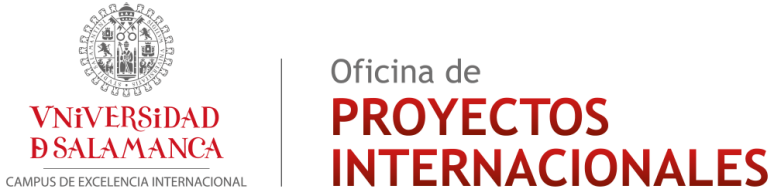 VNiVERSiDAD
Ð SALAMANCA
CAMPUS DE EXCELENCIA INTERNACIONAL
Oficina de
PROYECTOS
INTERNACIONALES